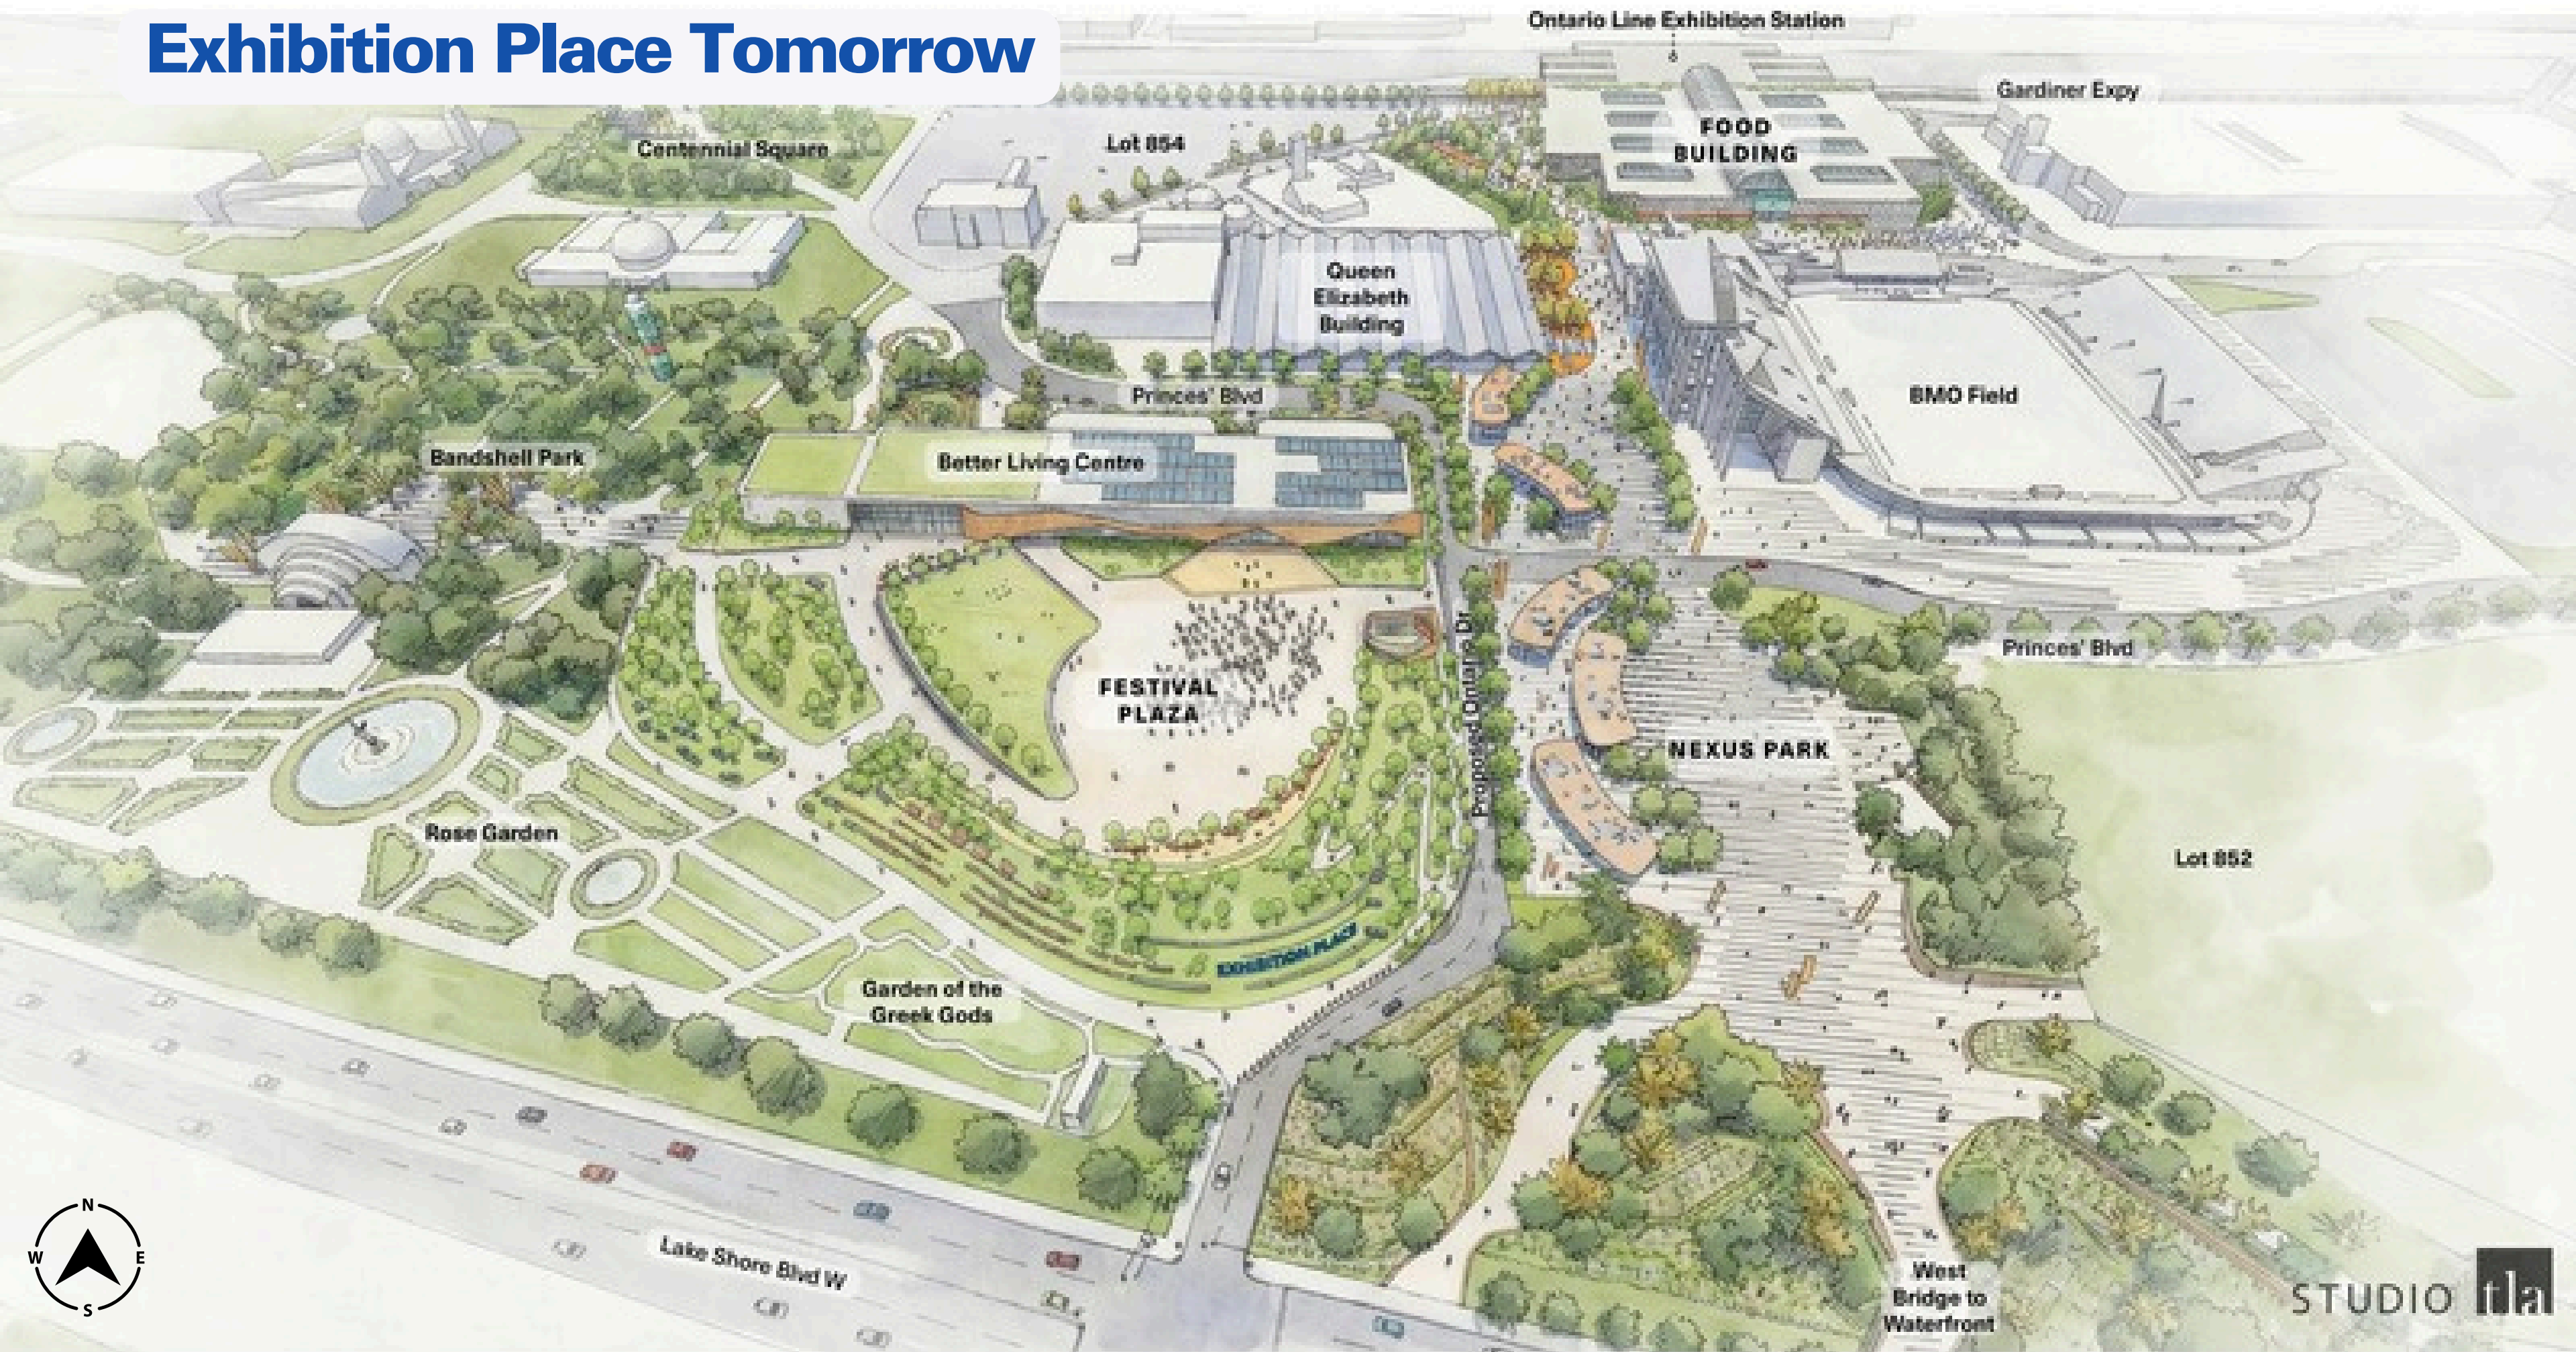 Exhibition Place Tomorrow
Ontario Line Exhibition Station
Gardiner Expy
FOOD
BUILDING
Centennial Square
Lot 854
Queen
Elizabeth
Building
Princes' Blvd
BMO Field
Bandshell Park
Better Living Centre
FESTIVAL
PLAZA
Proposed Ontario Dr
Princes' Blvd
NEXUS PARK
Rose Garden
Lot 852
EXHIBITION PLACE
Garden of the
Greek Gods
Lake Shore Blvd W
West
Bridge to
Waterfront
N
W
E
S
STUDIO tla